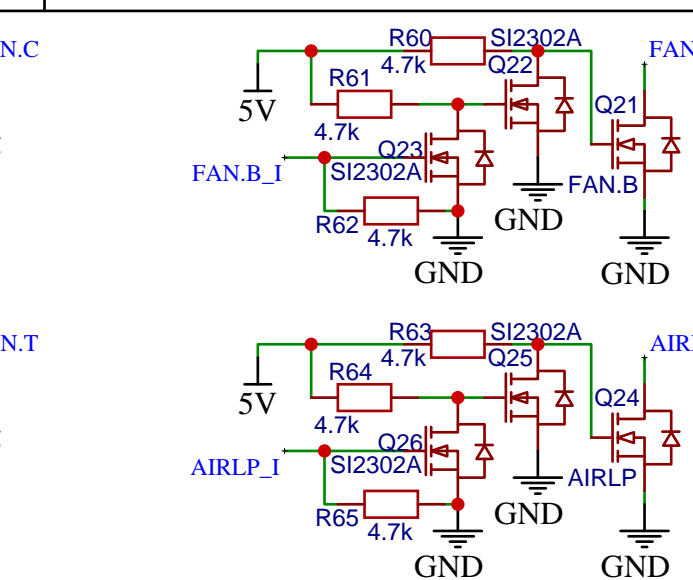 N.C
R60
SI2302A
FAN
4.7k
Q22
R61
5V
Q21
4.7k
Q23
FAN.B_I
SI2302A
FAN.B
R62
4.7k
GND
GND
GND
N.T
R63
SI2302A
AIRL
4.7k
Q25
R64
5V
Q24
4.7k
Q26
AIRLP_I
SI2302A
AIRLP
R65
4.7k
GND
GND
GND